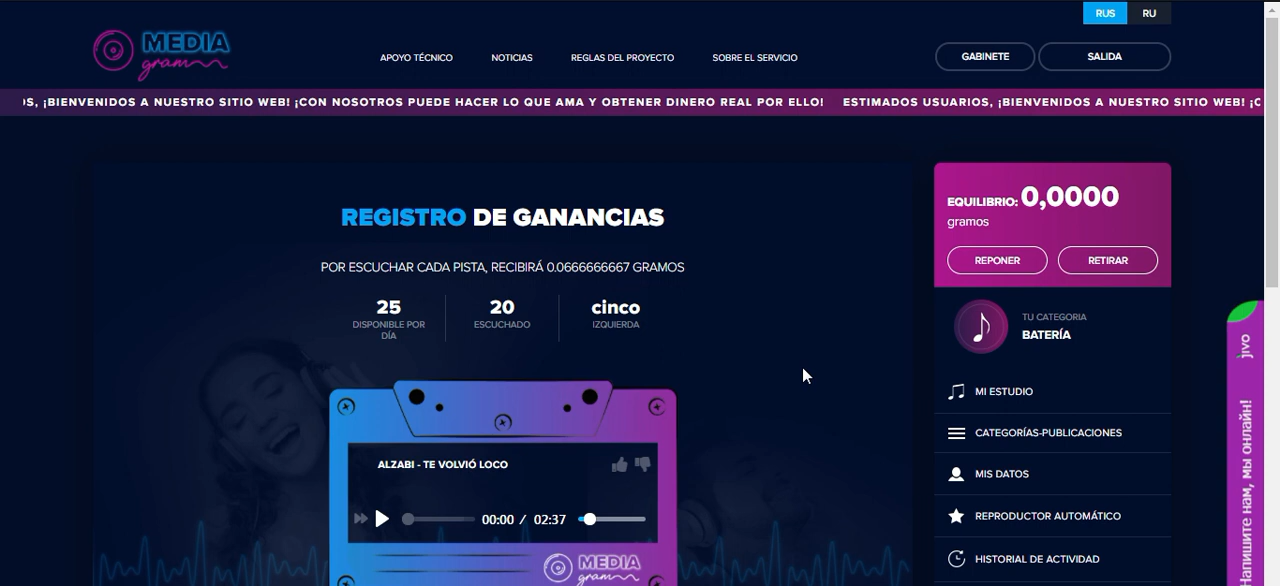 RUS RU
MEDIA
gram
APOYO TÉCNICO NOTICIAS REGLAS DEL PROYECTO SOBRE EL SERVICIO
GABINETE SALIDA
OS, ¡BIENVENIDOS A NUESTRO SITIO WEB! ¡CON NOSOTROS PUEDE HACER LO QUE AMA Y OBTENER DINERO REAL POR ELLO! ESTIMADOS USUARIOS, ¡BIENVENIDOS A NUESTRO SITIO WEB! ¡C
REGISTRO DE GANANCIAS
POR ESCUCHAR CADA PISTA, RECIBIRÁ 0.0666666667 GRAMOS
25 20 cinco
DISPONIBLE POR ESCUCHADO IZQUIERDA
DÍA
ALZABI - TE VOLVIÓ LOCO
00:00 / 02:37
MEDIA
gram
EQUILIBRIO: 0,0000
gramos
REPONER RETIRAR
TU CATEGORIA
BATERÍA
MI ESTUDIO
CATEGORÍAS-PUBLICACIONES
MIS DATOS
REPRODUCTOR AUTOMÁTICO
HISTORIAL DE ACTIVIDAD
jivo
Напишите нам, мы онлайн!